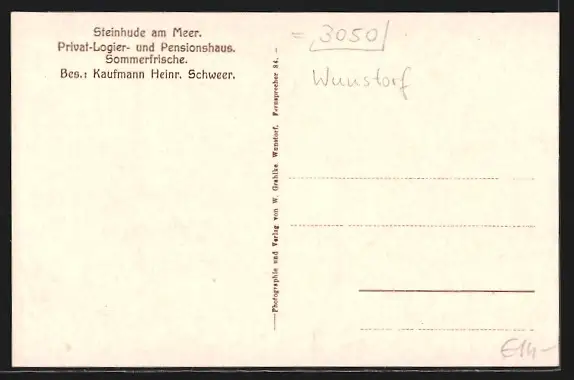 Steinhude am Meer.
Privat-Logier- und Pensionshaus.
Sommerfrische.
Bes.: Kaufmann Heinr. Schweer.
Photographie und Verlag von W. Grahlke Wunstorf. Fernsprecher 84.
= 3050
Wunstorf
€14,-